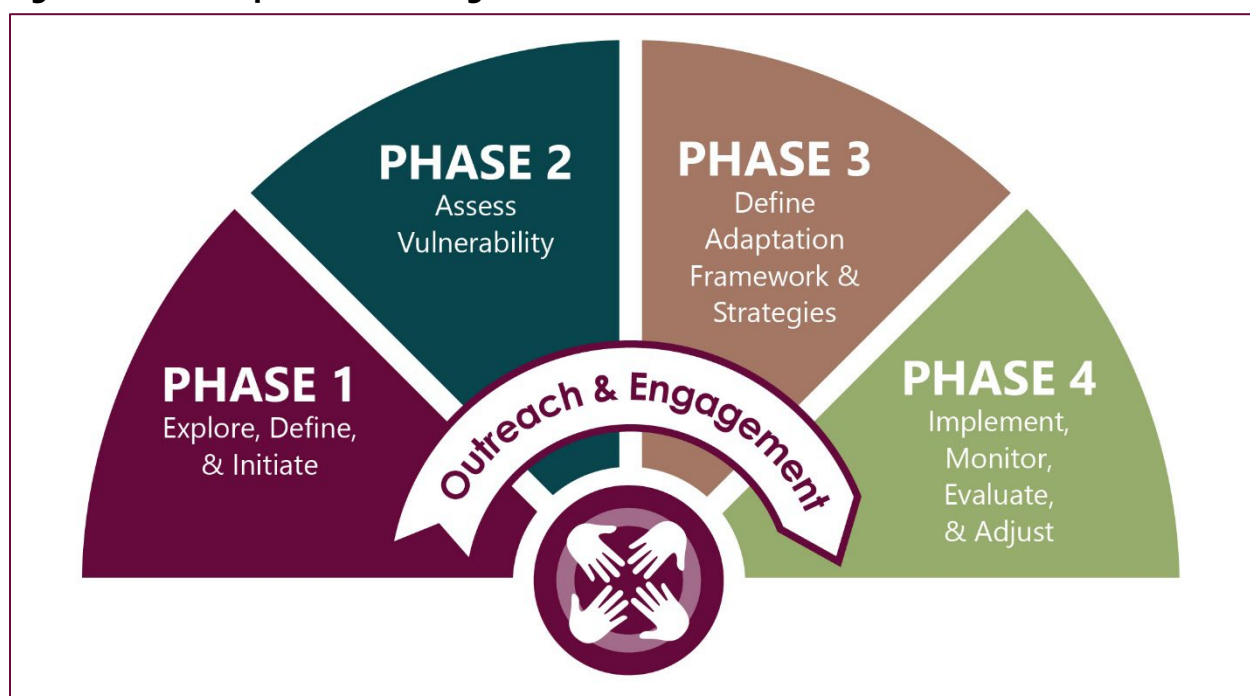 PHASE 1
Explore, Define,
& Initiate
PHASE 2
Assess
Vulnerability
PHASE 3
Define
Adaptation
Framework &
Strategies
PHASE 4
Implement,
Monitor,
Evaluate,
& Adjust
Outreach & Engagement